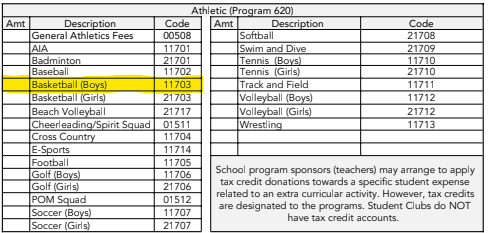 Athletic (Program 620)
Amt Description Code Amt Description Code
General Athletics Fees 00508 Softball 21708
AIA 11701 Swim and Dive 21709
Badminton 21701 Tennis (Boys) 11710
Baseball 11702 Tennis (Girls) 21710
Basketball (Boys) 11703 Track and Field 11711
Basketball (Girls) 21703 Volleyball (Boys) 11712
Beach Volleyball 21717 Volleyball (Girls) 21712
Cheerleading/Spirit Squad 01511 Wrestling 11713
Cross Country 11704
E-Sports 11714
Football 11705
Golf (Boys) 11706
Golf (Girls) 21706
POM Squad 01512
Soccer (Boys) 11707
Soccer (Girls) 21707
School program sponsors (teachers) may arrange to apply
tax credit donations towards a specific student expense
related to an extra curricular activity. However, tax credits
are designated to the programs. Student Clubs do NOT
have tax credit accounts.